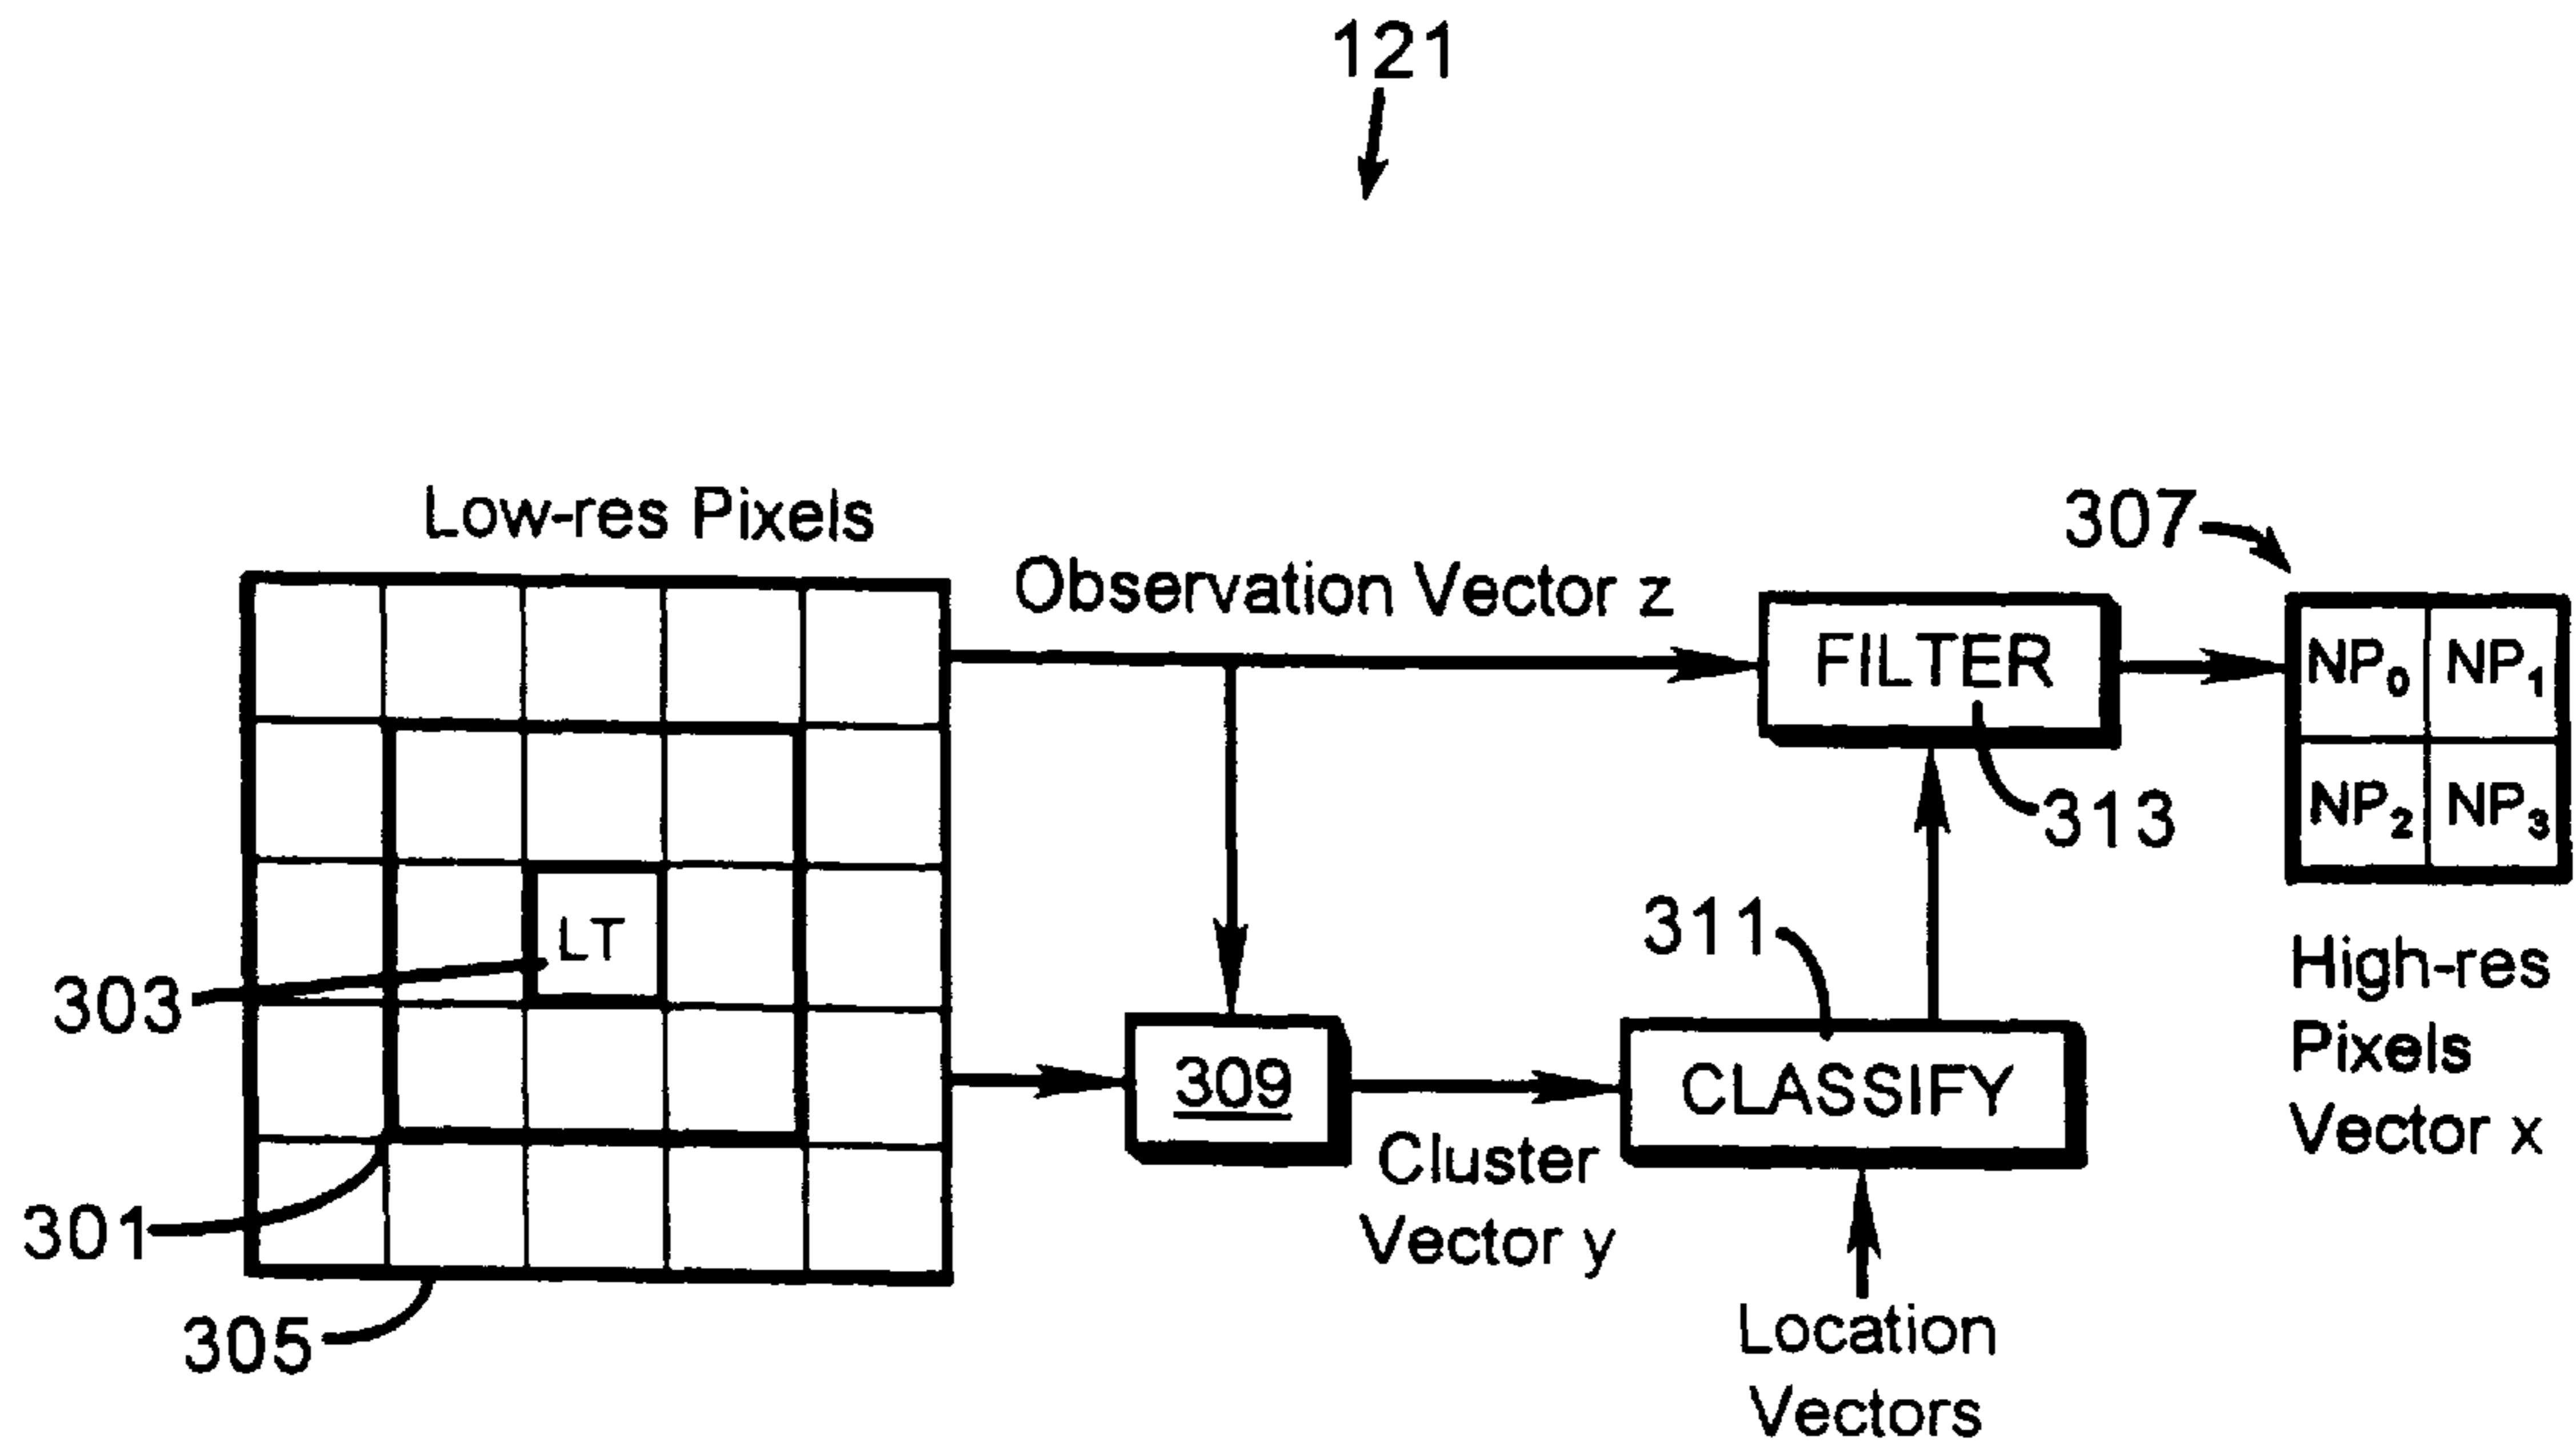 121
Low-res Pixels
Observation Vector z
307
FILTER
NP0 NP1
NP2 NP3
313
LT
311
303
309
CLASSIFY
High-res
Pixels
Vector x
Cluster
Vector y
301
305
Location
Vectors